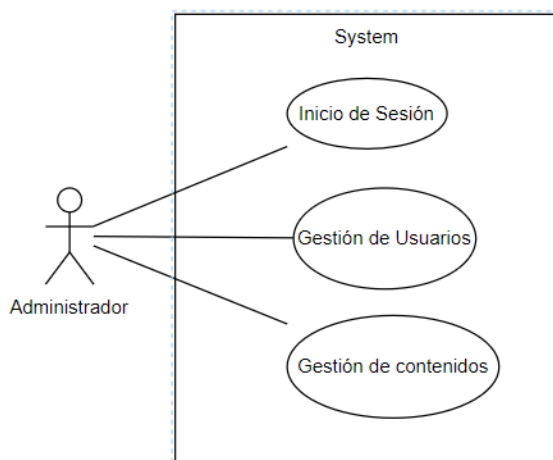 System
Inicio de Sesión
Gestión de Usuarios
Administrador
Gestión de contenidos